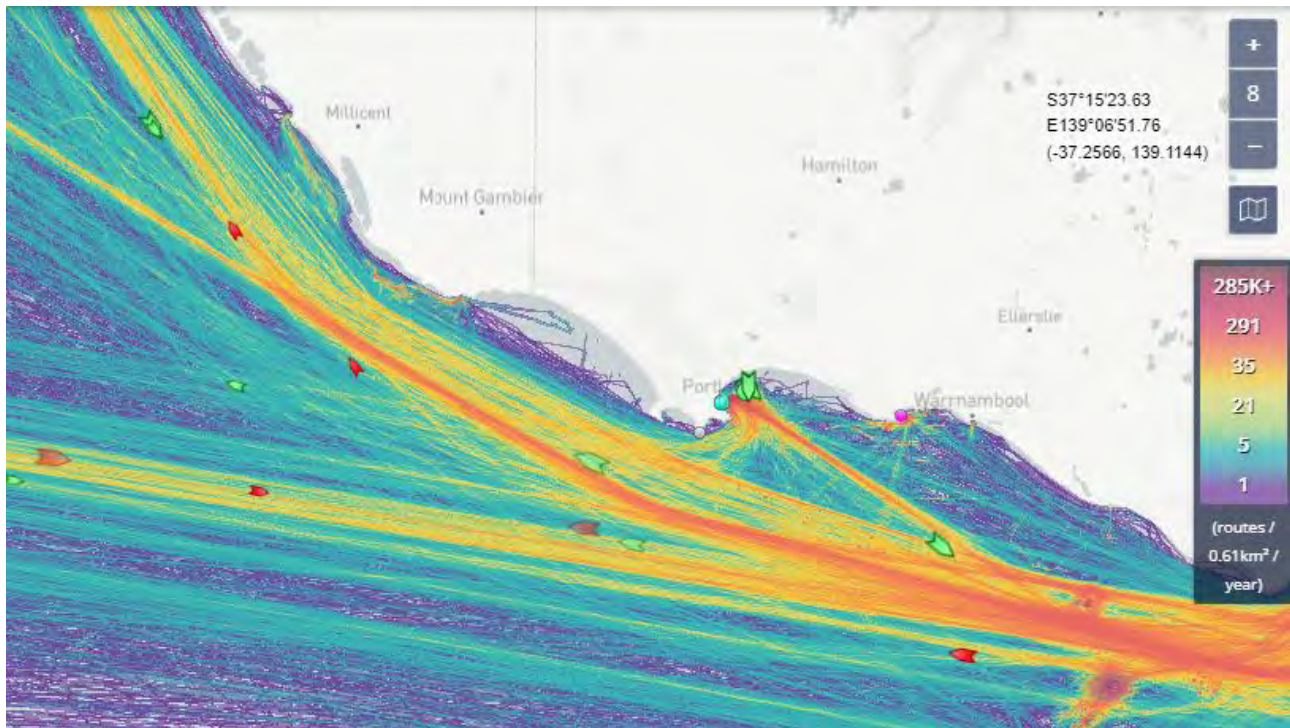 +
S37°15'23.63
E139°06'51.76
(-37.2566, 139.1144)
8
−
Millicent
Hamilton
Mount Gambier
285K+
291
35
21
5
1
(routes /
0.61km² /
year)
Ellerslie
Portl
Warrnambool